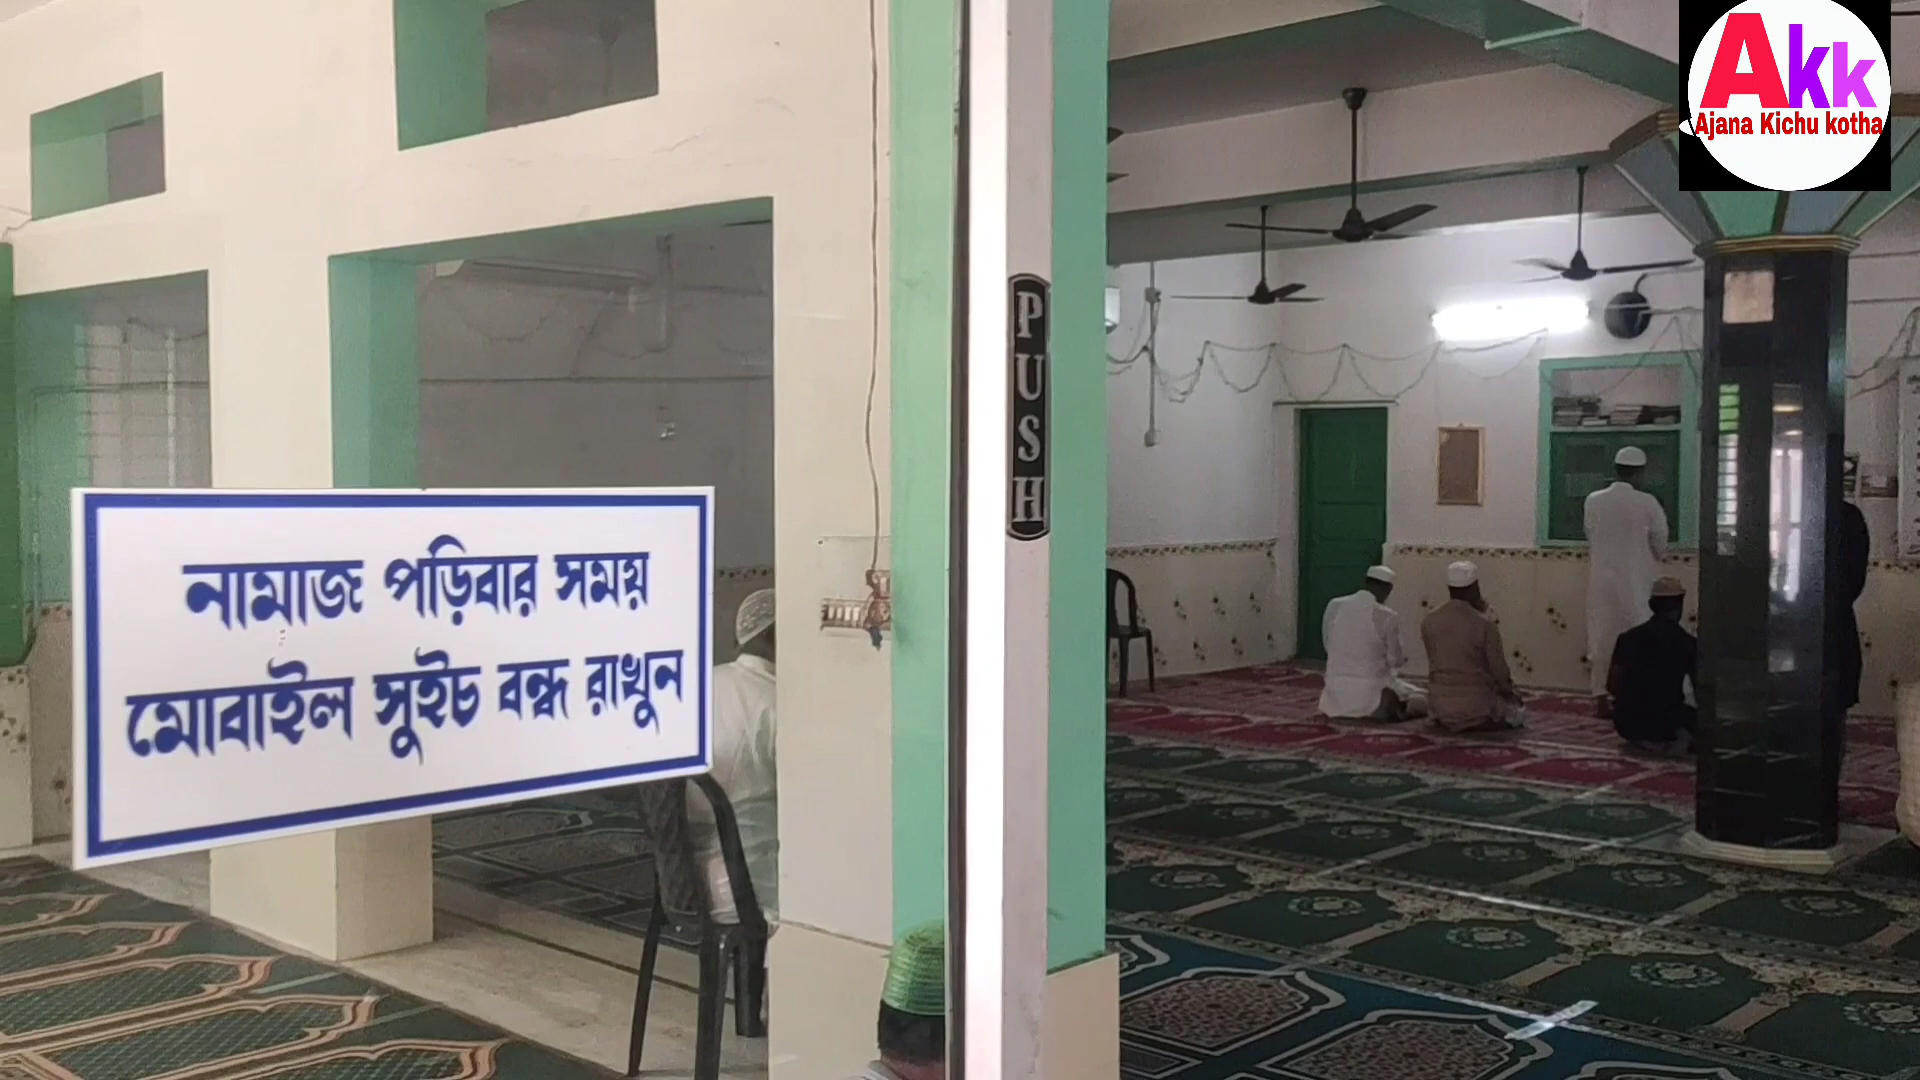 নামাজ পড়িবার সময়
মোবাইল সুইচ বন্ধ রাখুন
PUSH
Akk
Ajana Kichu kotha